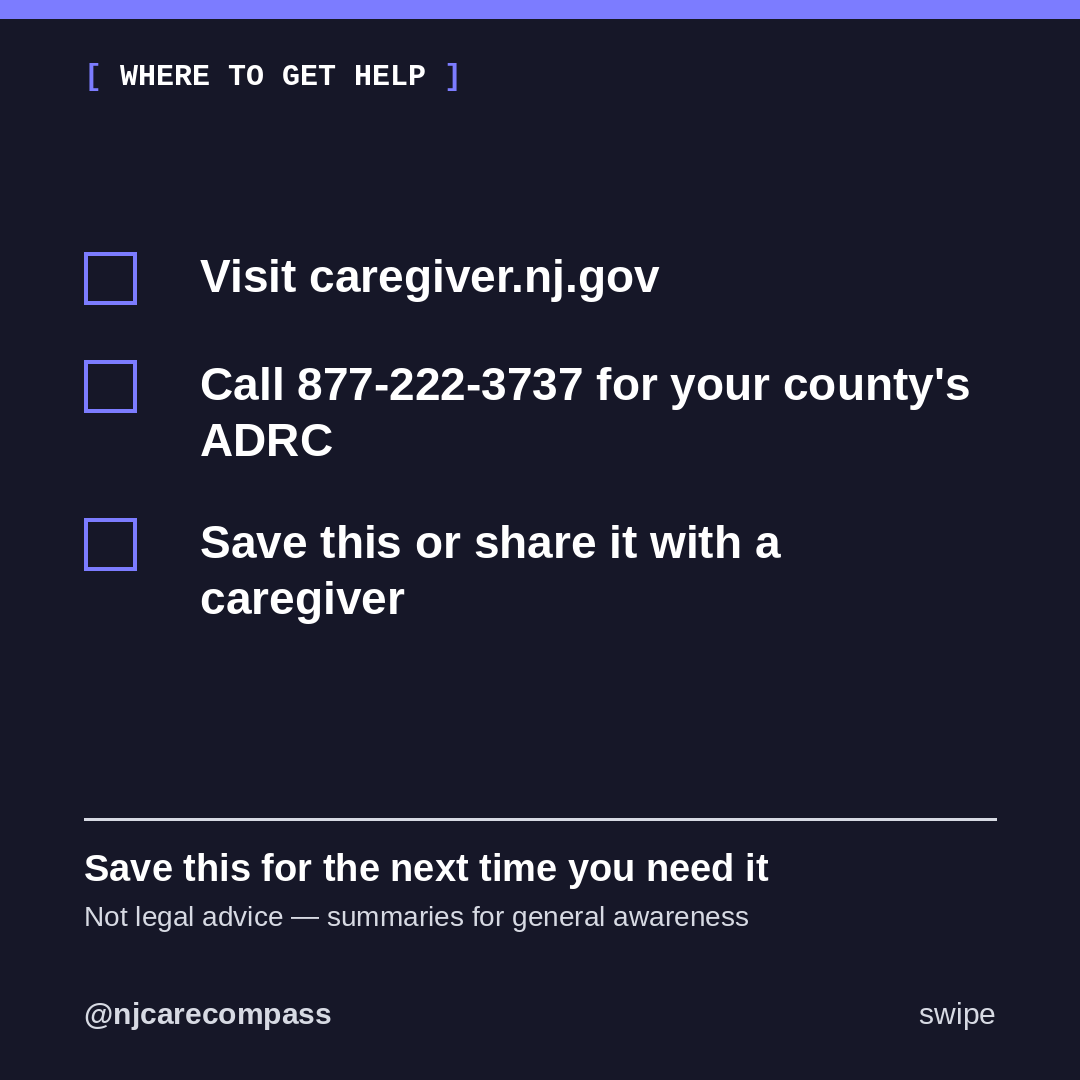 [ WHERE TO GET HELP ]
Visit caregiver.nj.gov
Call 877-222-3737 for your county's
ADRC
Save this or share it with a
caregiver
Save this for the next time you need it
Not legal advice — summaries for general awareness
@njcarecompass
swipe